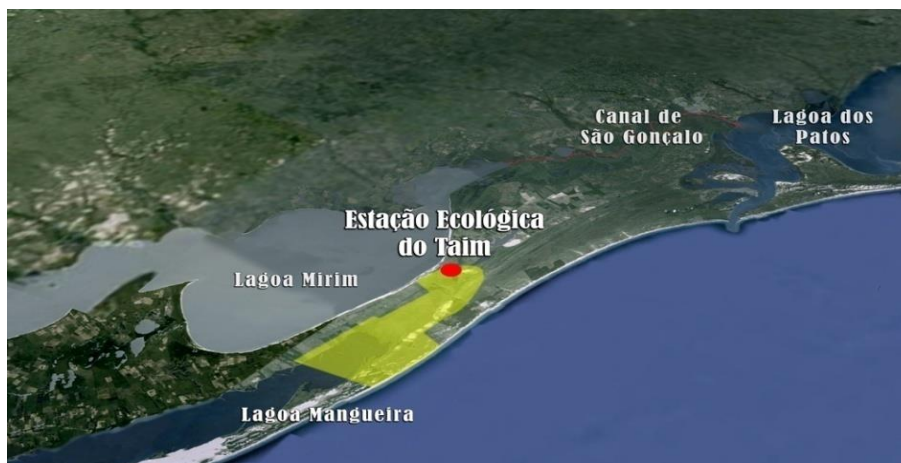 Canal de
São Gonçalo
Lagoa dos
Patos
Estação Ecológica
do Taim
Lagoa Mirim
Lagoa Mangueira